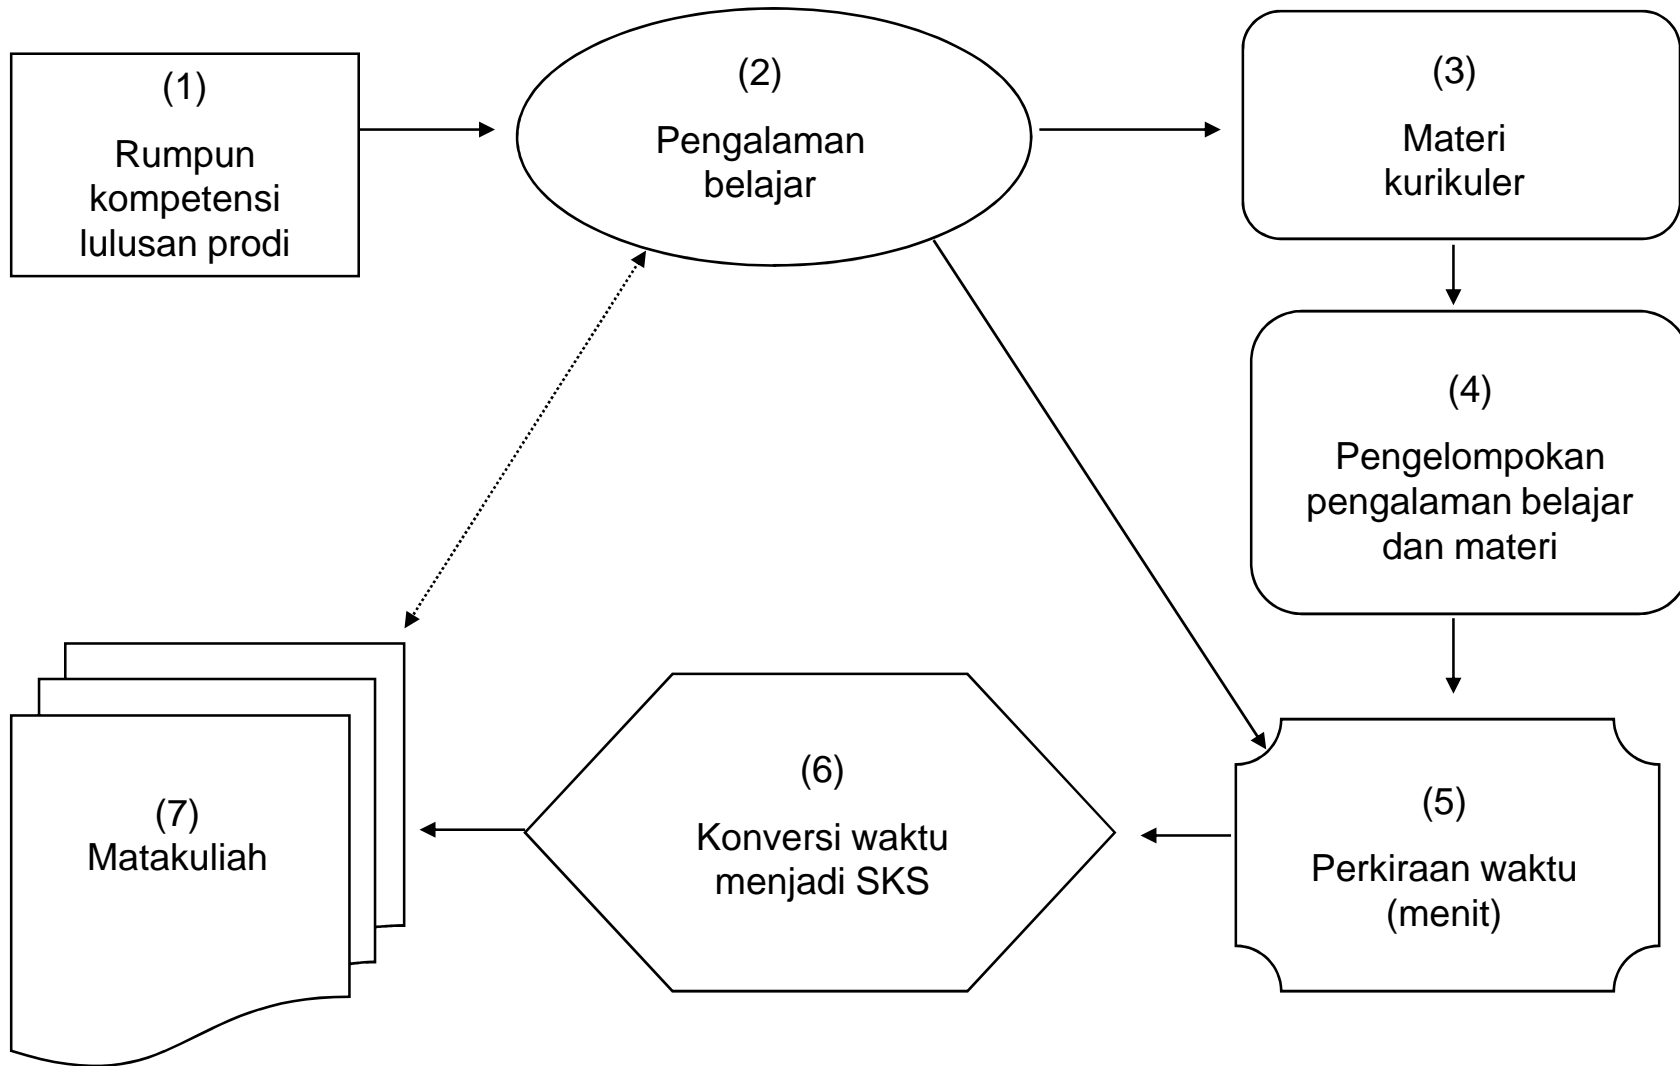 (1)
Rumpun
kompetensi
lulusan prodi
(2)
Pengalaman
belajar
(3)
Materi
kurikuler
(4)
Pengelompokan
pengalaman belajar
dan materi
(5)
Perkiraan waktu
(menit)
(6)
Konversi waktu
menjadi SKS
(7)
Matakuliah